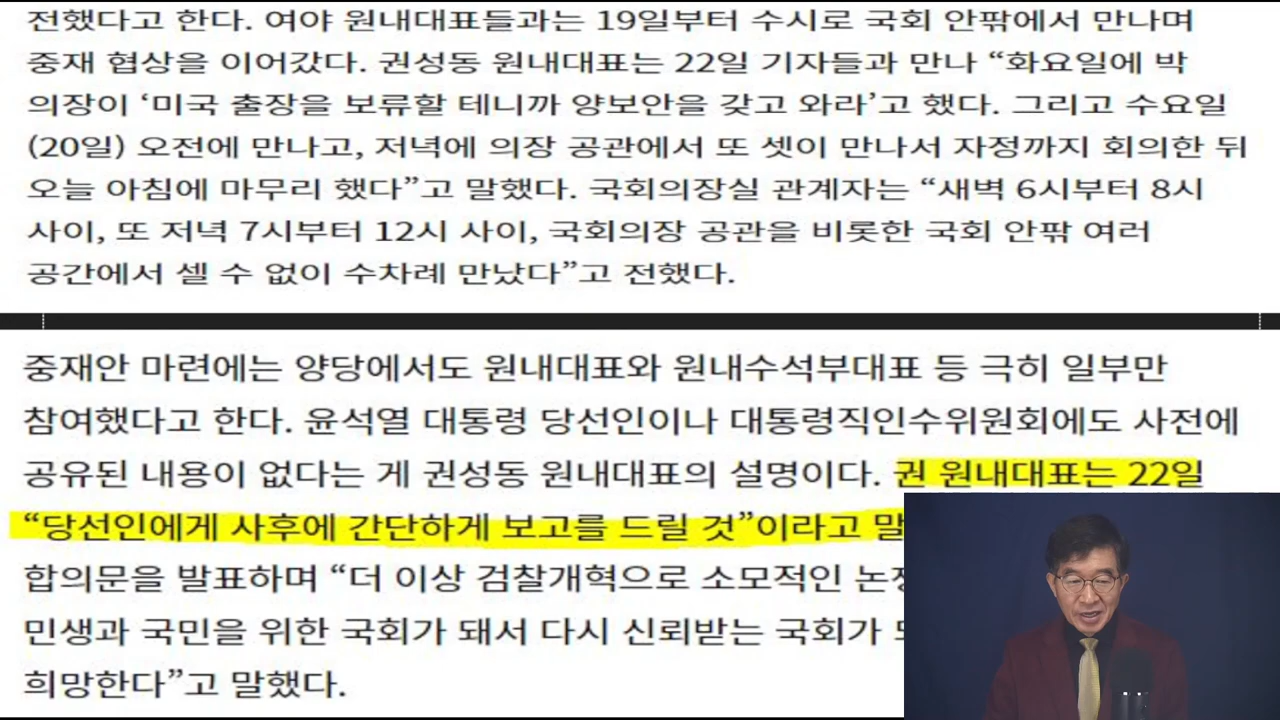 전했다고 한다. 여야 원내대표들과는 19일부터 수시로 국회 안팎에서 만나며
중재 협상을 이어갔다. 권성동 원내대표는 22일 기자들과 만나 “화요일에 박
의장이 ‘미국 출장을 보류할 테니까 양보안을 갖고 와라’고 했다. 그리고 수요일
(20일) 오전에 만나고, 저녁에 의장 공관에서 또 셋이 만나서 자정까지 회의한 뒤
오늘 아침에 마무리 했다”고 말했다. 국회의장실 관계자는 “새벽 6시부터 8시
사이, 또 저녁 7시부터 12시 사이, 국회의장 공관을 비롯한 국회 안팎 여러
공간에서 셀 수 없이 수차례 만났다”고 전했다.
중재안 마련에는 양당에서도 원내대표와 원내수석부대표 등 극히 일부만
참여했다고 한다. 윤석열 대통령 당선인이나 대통령직인수위원회에도 사전에
공유된 내용이 없다는 게 권성동 원내대표의 설명이다. 권 원내대표는 22일
“당선인에게 사후에 간단하게 보고를 드릴 것”이라고 말
합의문을 발표하며 “더 이상 검찰개혁으로 소모적인
민생과 국민을 위한 국회가 돼서 다시 신뢰받는 국회가
희망한다”고 말했다.